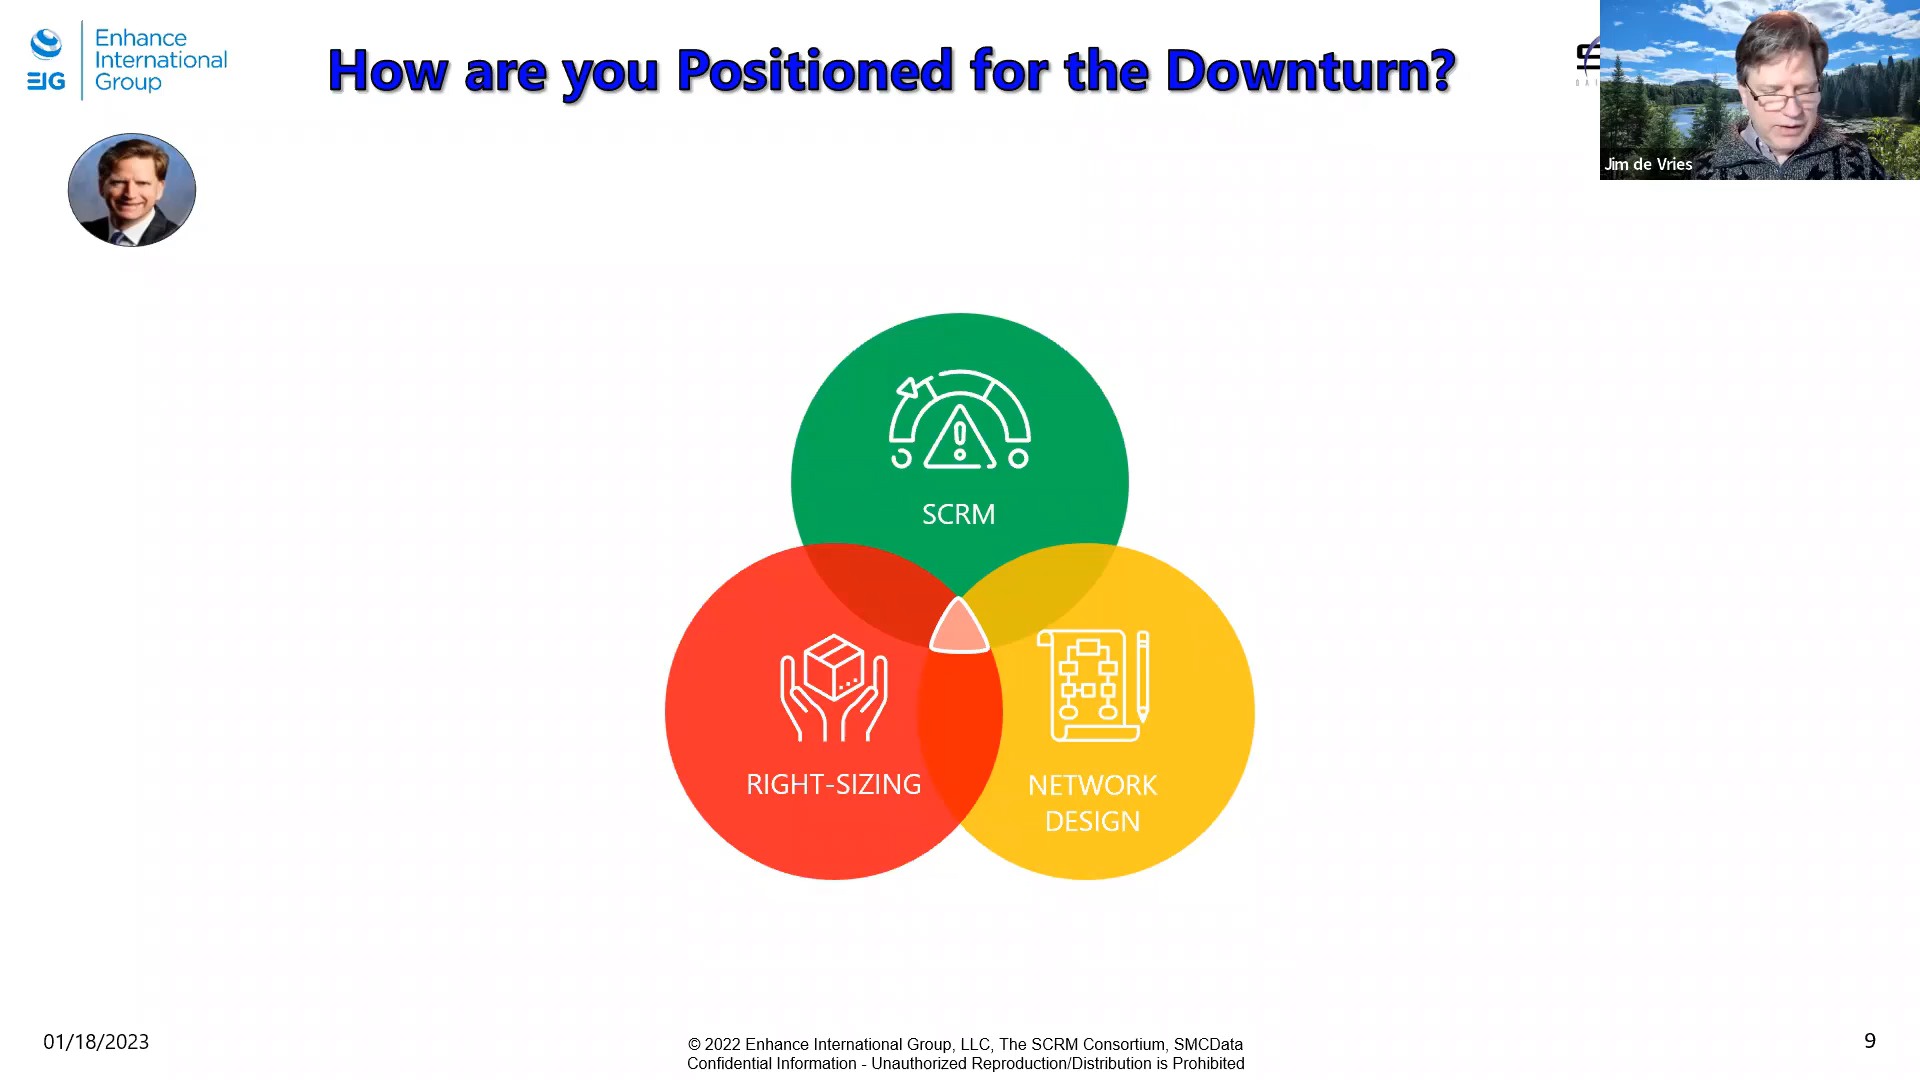 EIG
Enhance
International
Group
How are you Positioned for the Downturn?
Jim de Vries
SCRM
RIGHT-SIZING
NETWORK
DESIGN
01/18/2023
© 2022 Enhance International Group, LLC, The SCRM Consortium, SMCData
Confidential Information - Unauthorized Reproduction/Distribution is Prohibited
9